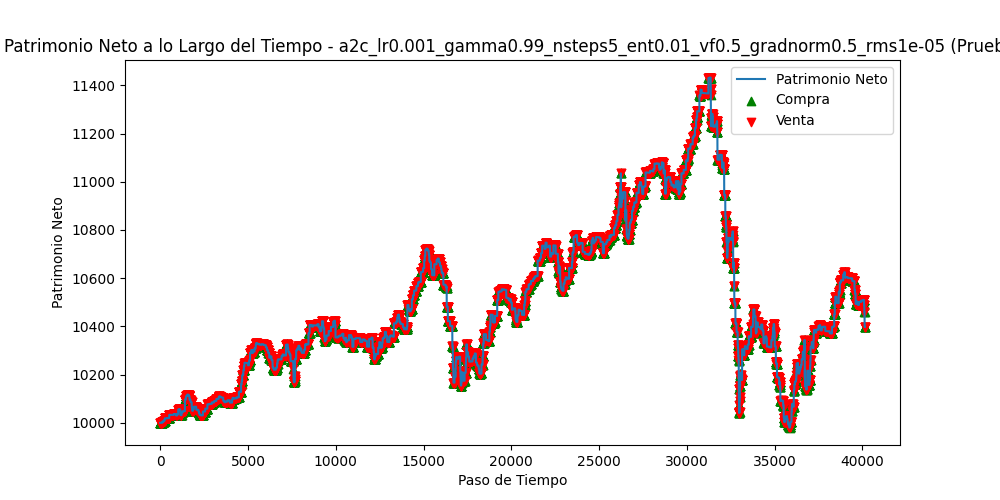 Patrimonio Neto a lo Largo del Tiempo - a2c_lr0.001_gamma0.99_nsteps5_ent0.01_vf0.5_gradnorm0.5_rms1e-05 (Prueb
Patrimonio Neto
Compra
Venta
11400
11200
11000
10800
10600
10400
10200
10000
Patrimonio Neto
0 5000 10000 15000 20000 25000 30000 35000 40000
Paso de Tiempo